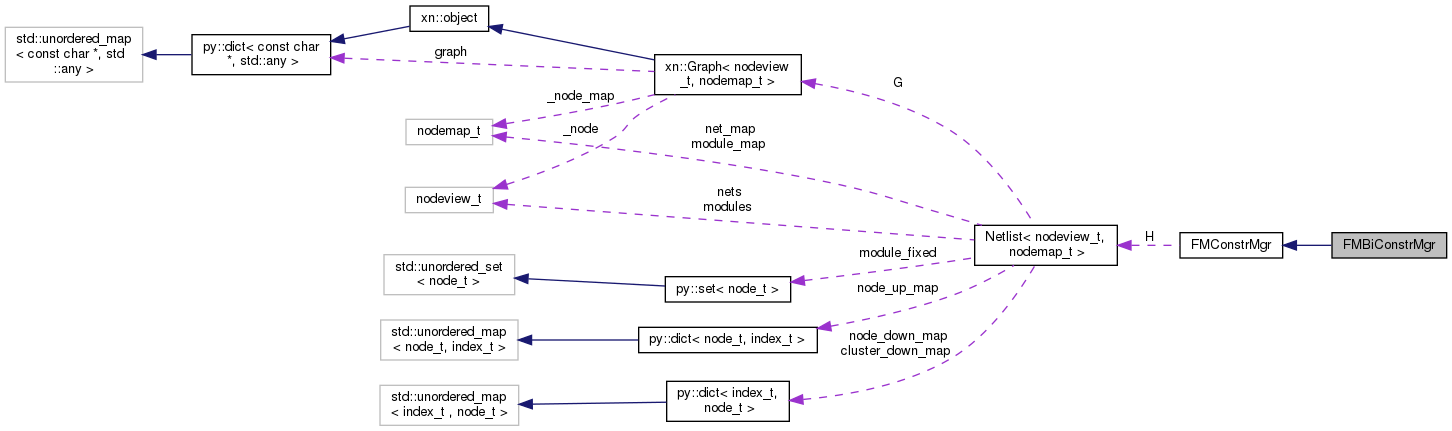 xn::object
std::unordered_map
< const char *, std
::any >
py::dict< const char
*, std::any >
graph
xn::Graph< nodeview
_t, nodemap_t >
G
_node_map
nodemap_t
_node
net_map
module_map
nodeview_t
nets
modules
Netlist< nodeview_t,
nodemap_t >
H
FMConstrMgr
FMBiConstrMgr
std::unordered_set
< node_t >
py::set< node_t >
module_fixed
node_up_map
std::unordered_map
< node_t, index_t >
py::dict< node_t, index_t >
node_down_map
cluster_down_map
std::unordered_map
< index_t , node_t >
py::dict< index_t,
node_t >